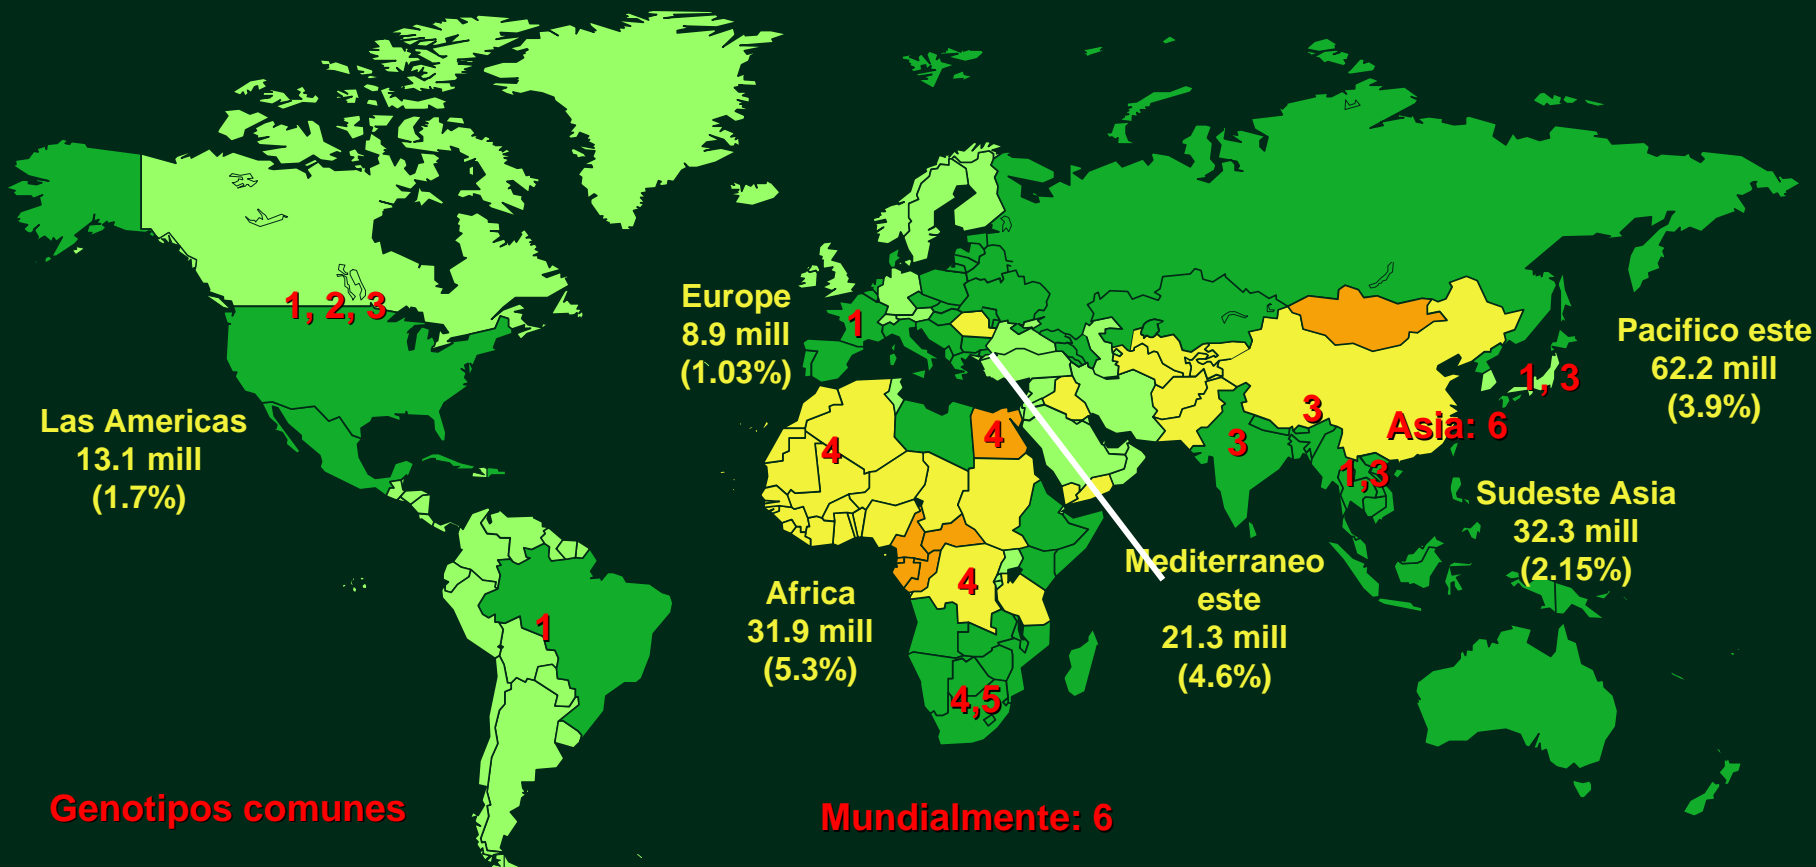 1, 2, 3
Europe
8.9 mill
(1.03%)
1
Pacifico este
62.2 mill
(3.9%)
1, 3
Las Americas
13.1 mill
(1.7%)
4
4
3
3
Asia: 6
1,3
Sudeste Asia
32.3 mill
(2.15%)
Mediterraneo
este
21.3 mill
(4.6%)
Africa
31.9 mill
(5.3%)
4
1
4,5
Genotipos comunes
Mundialmente: 6